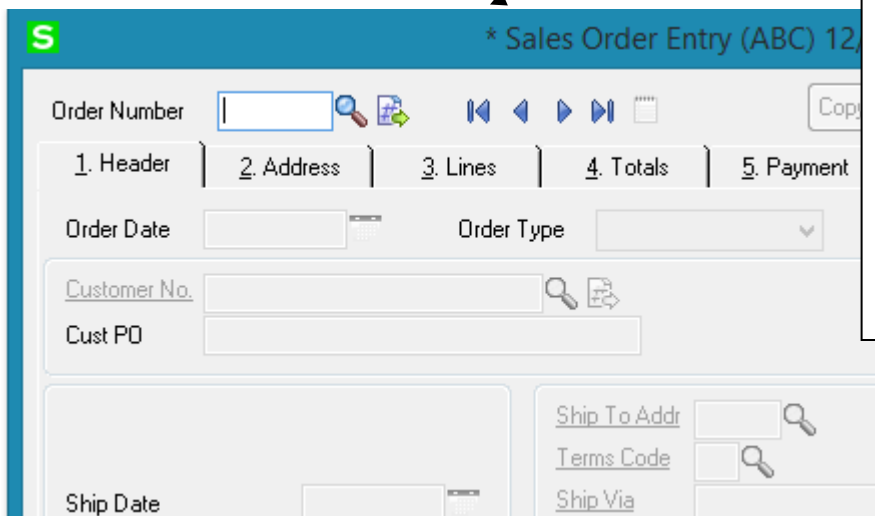 S * Sales Order Entry (ABC) 12/
Order Number Copy
1. Header 2. Address 3. Lines 4. Totals 5. Payment
Order Date Order Type
Customer No.
Cust PO
Ship To Addr
Terms Code
Ship Date Ship Via